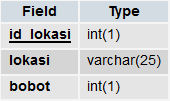 Field Type
id_lokasi int(1)
lokasi varchar(25)
bobot int(1)